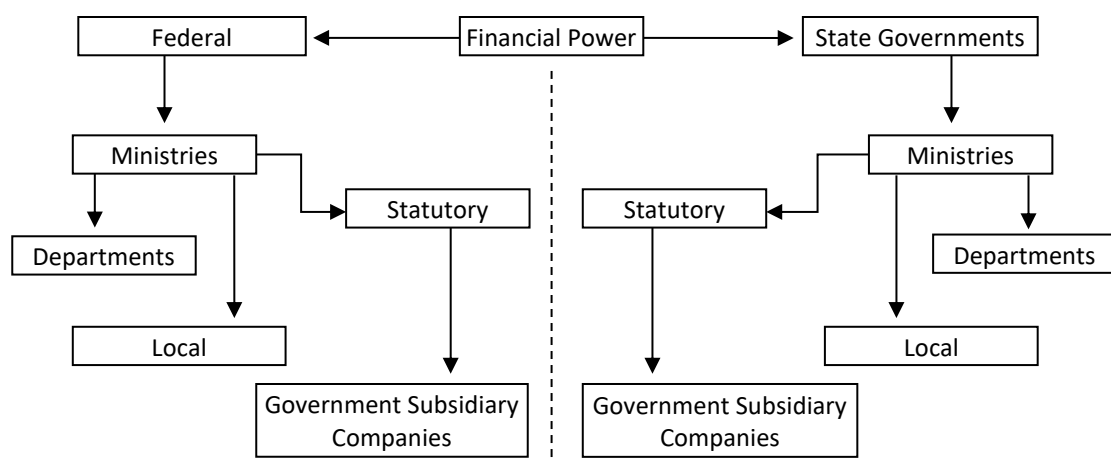 Federal
Financial Power
State Governments
Ministries
Ministries
Statutory
Statutory
Departments
Departments
Local
Local
Government Subsidiary
Companies
Government Subsidiary
Companies